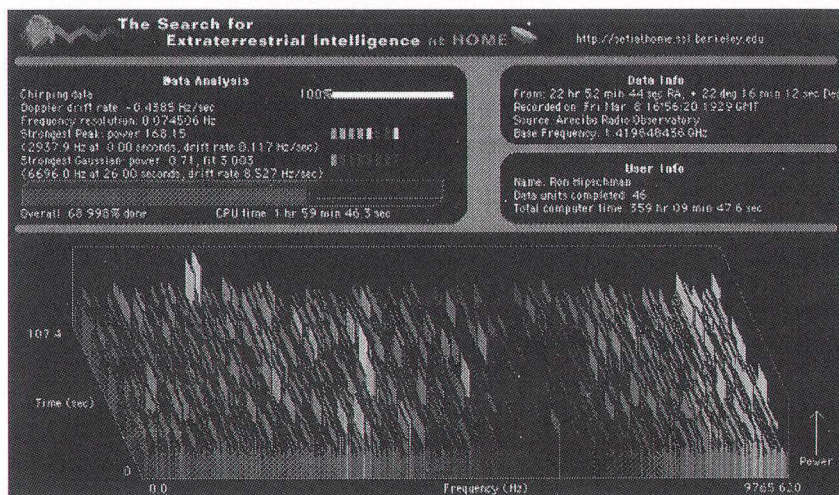 The Search for
Extraterrestrial Intelligence at HOME
http://setiathome.ssl.berkeley.edu
Data Analysis
Chirping data 100%
Doppler drift rate -0.4385 Hz/sec
Frequency resolution: 0.074506 Hz
Strongest Peak: power 168.15
(2937.9 Hz at 0.00 seconds, drift rate 0.117 Hz/sec)
Strongest Gaussian: power 0.71, fit 3.003
(6696.0 Hz at 26.00 seconds, drift rate 8.527 Hz/sec)
Overall: 68.998% done CPU time: 1 hr 59 min 46.3 sec
Data Info
From: 22 hr 52 min 44 sec RA, + 22 deg 16 min 12 sec Dec
Recorded on: Fri Mar 8 16:56:20 1929 GMT
Source: Arecibo Radio Observatory
Base Frequency: 1.419648456 GHz
User Info
Name: Ron Hipschman
Data units completed: 46
Total computer time: 359 hr 09 min 47.6 sec
107.4
Time (sec)
0
0.0
Frequency (Hz)
9765.620
Power